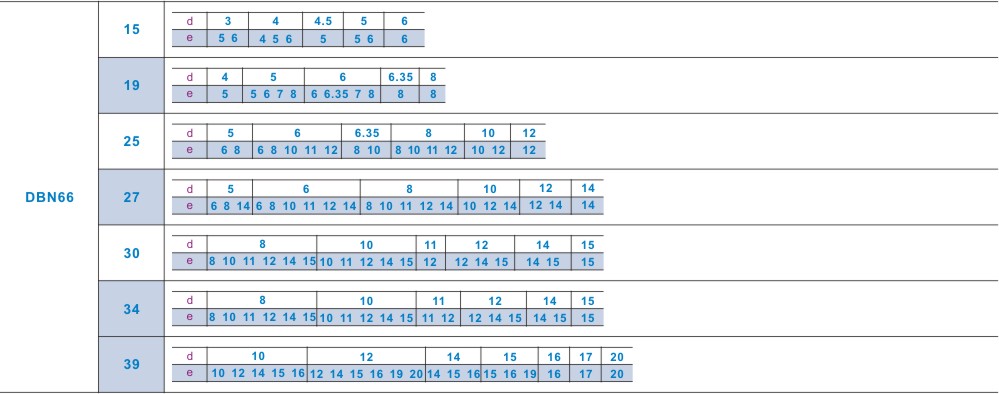 15
d 3 4 4.5 5 6
e 5 6 4 5 6 5 5 6 6
19
d 4 5 6 6.35 8
e 5 5 6 7 8 6 6.35 7 8 8 8
25
d 5 6 6.35 8 10 12
e 6 8 6 8 10 11 12 8 10 8 10 11 12 10 12 12
DBN66
27
d 5 6 8 10 12 14
e 6 8 14 6 8 10 11 12 14 8 10 11 12 14 10 12 14 12 14 14
30
d 8 10 11 12 14 15
e 8 10 11 12 14 15 10 11 12 14 15 12 12 14 15 14 15 15
34
d 8 10 11 12 14 15
e 8 10 11 12 14 15 10 11 12 14 15 11 12 12 14 15 14 15 15
39
d 10 12 14 15 16 17 20
e 10 12 14 15 16 12 14 15 16 19 20 14 15 16 15 16 19 16 17 20